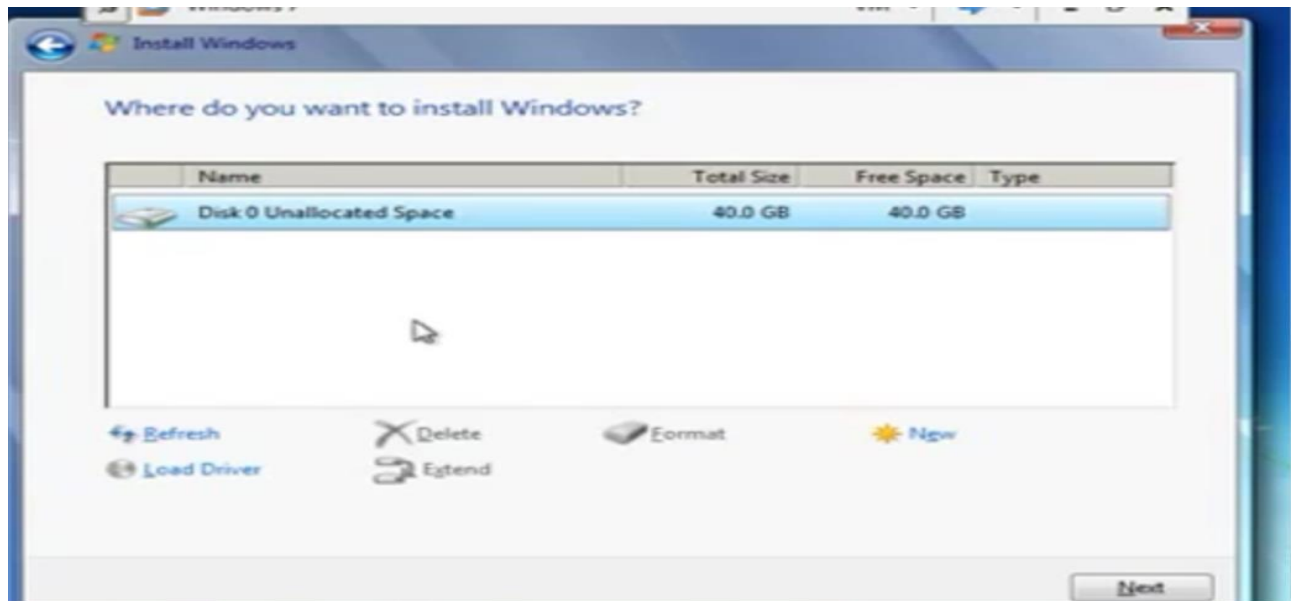 Install Windows
Where do you want to install Windows?
Name Total Size Free Space Type
Disk 0 Unallocated Space 40.0 GB 40.0 GB
Refresh Delete Format New
Load Driver Extend
Next